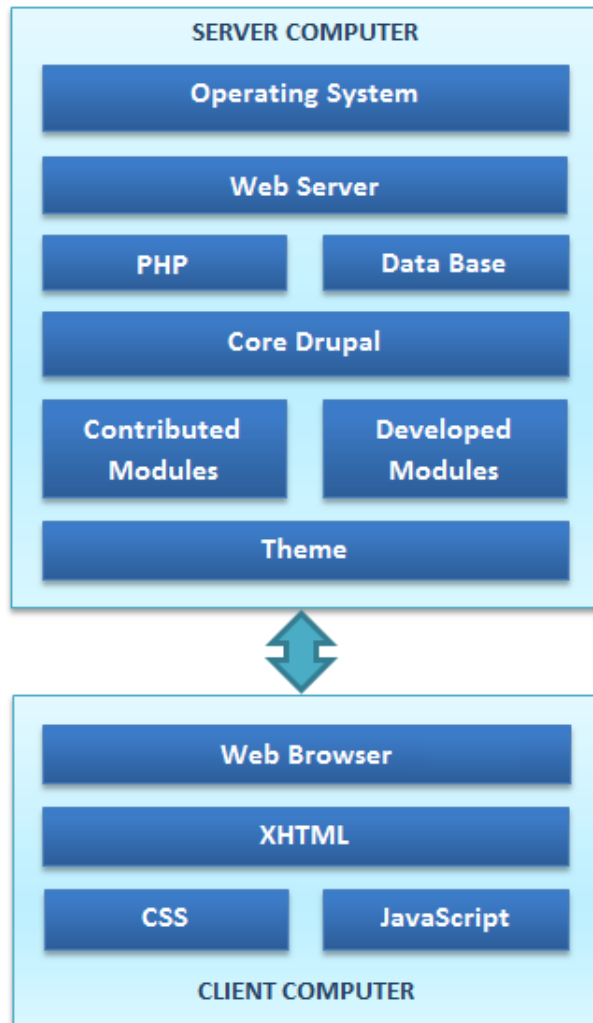 SERVER COMPUTER
Operating System
Web Server
PHP
Data Base
Core Drupal
Contributed
Modules
Developed
Modules
Theme
Web Browser
XHTML
CSS
JavaScript
CLIENT COMPUTER